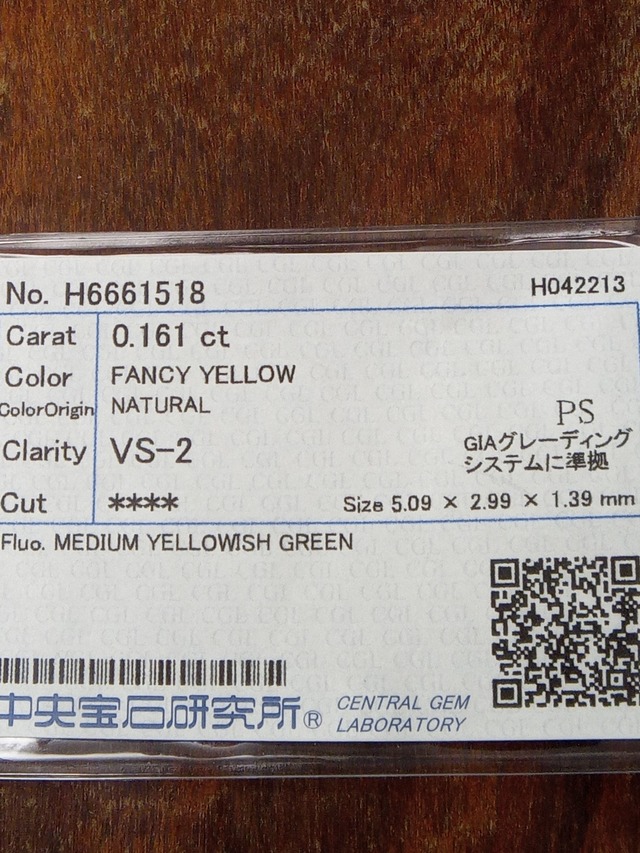 No. H6661518 H042213
Carat 0.161 ct
Color FANCY YELLOW
ColorOrigin NATURAL
PS
Clarity VS-2
GIAグレーディング
システムに準拠
Cut **** Size 5.09 × 2.99 × 1.39 mm
Fluo. MEDIUM YELLOWISH GREEN
中央宝石研究所® CENTRAL GEM
LABORATORY